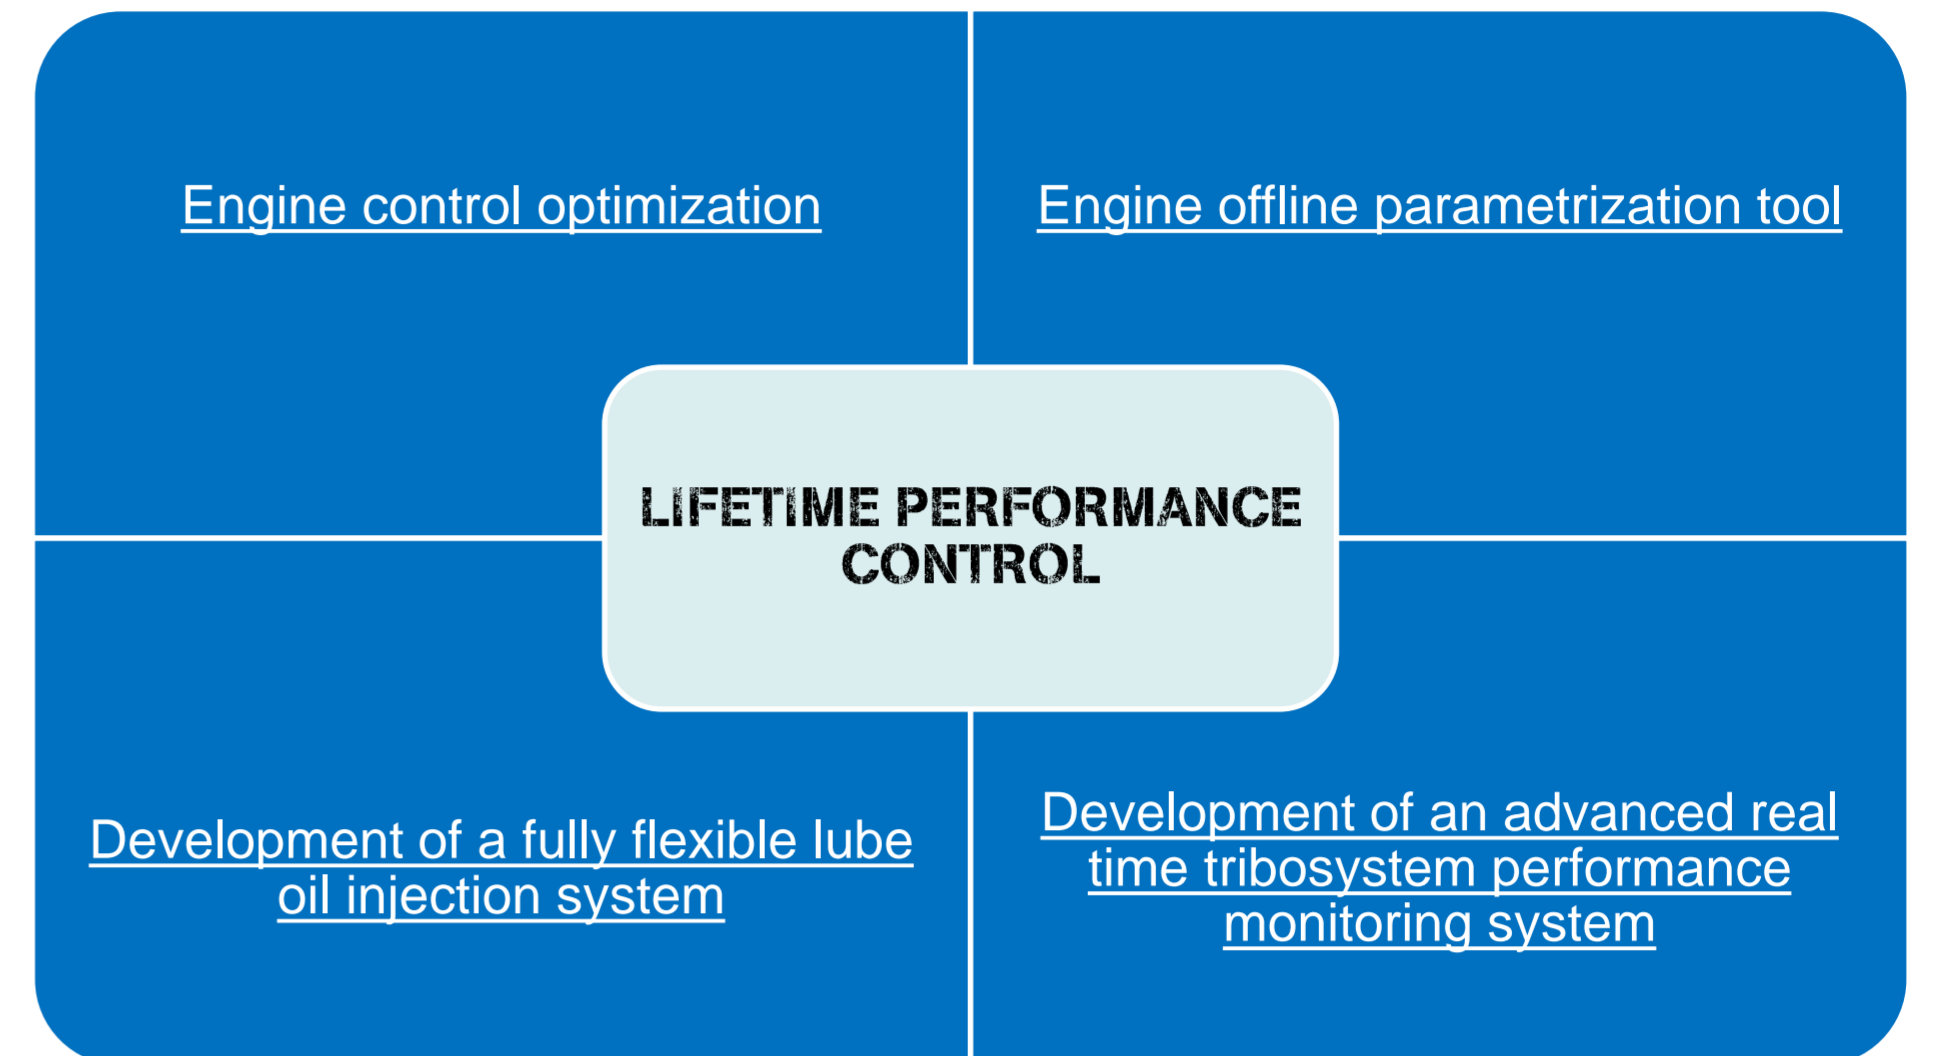 Engine control optimization
Engine offline parametrization tool
LIFETIME PERFORMANCE
CONTROL
Development of a fully flexible lube
oil injection system
Development of an advanced real
time tribosystem performance
monitoring system